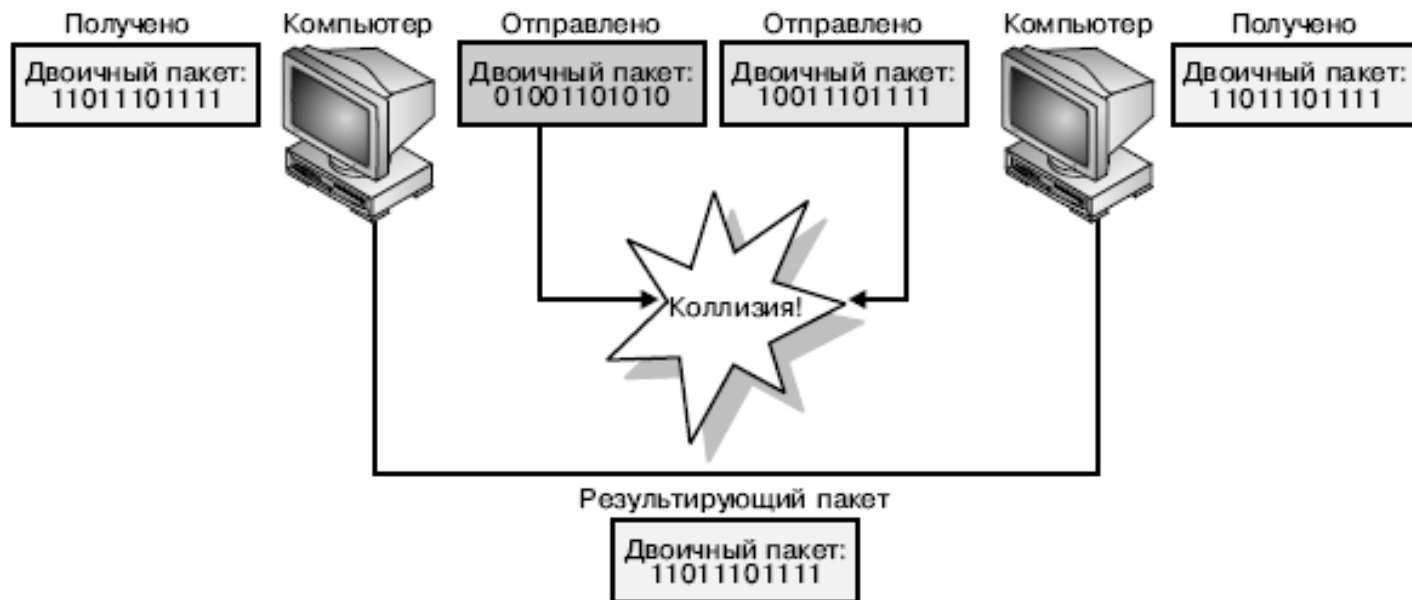 Получено
Компьютер
Отправлено
Отправлено
Компьютер
Получено
Двоичный пакет:
11011101111
Двоичный пакет:
01001101010
Двоичный пакет:
10011101111
Двоичный пакет:
11011101111
Коллизия!
Результирующий пакет
Двоичный пакет:
11011101111